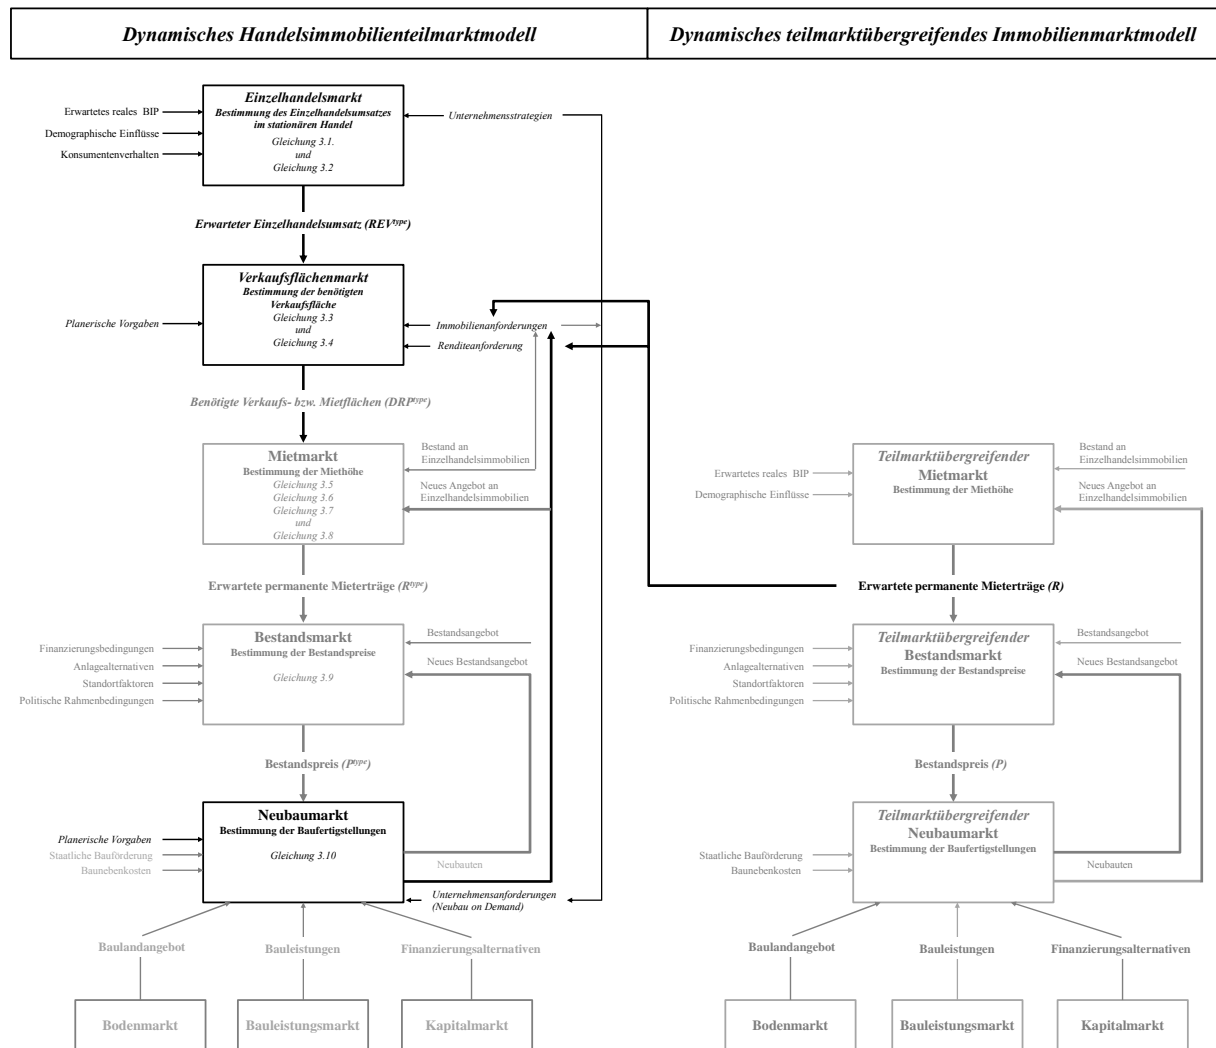 Dynamisches Handelsimmobilienteilmarktmodell
Dynamisches teilmarktübergreifendes Immobilienmarktmodell
Einzelhandelsmarkt
Bestimmung des Einzelhandelsumsatzes
im stationären Handel
Gleichung 3.1.
und
Gleichung 3.2
Erwartetes reales BIP
Demographische Einflüsse
Konsumentenverhalten
Unternehmensstrategien
Erwarteter Einzelhandelsumsatz (REVtype)
Verkaufsflächenmarkt
Bestimmung der benötigten
Verkaufsfläche
Gleichung 3.3
und
Gleichung 3.4
Planerische Vorgaben
Immobilienanforderungen
Renditeanforderung
Benötigte Verkaufs- bzw. Mietflächen (DRPtype)
Mietmarkt
Bestimmung der Miethöhe
Gleichung 3.5
Gleichung 3.6
Gleichung 3.7
und
Gleichung 3.8
Bestand an
Einzelhandelsimmobilien
Neues Angebot an
Einzelhandelsimmobilien
Erwartete permanente Mieterträge (Rtype)
Bestandsmarkt
Bestimmung der Bestandspreise
Gleichung 3.9
Finanzierungsbedingungen
Anlagealternativen
Standortfaktoren
Politische Rahmenbedingungen
Bestandsangebot
Neues Bestandsangebot
Bestandspreis (Ptype)
Neubaumarkt
Bestimmung der Baufertigstellungen
Gleichung 3.10
Planerische Vorgaben
Staatliche Bauförderung
Baunebenkosten
Neubauten
Unternehmensanforderungen
(Neubau on Demand)
Baulandangebot
Bauleistungen
Finanzierungsalternativen
Bodenmarkt
Bauleistungsmarkt
Kapitalmarkt
Teilmarktübergreifender
Mietmarkt
Bestimmung der Miethöhe
Erwartetes reales BIP
Demographische Einflüsse
Bestand an
Einzelhandelsimmobilien
Neues Angebot an
Einzelhandelsimmobilien
Erwartete permanente Mieterträge (R)
Teilmarktübergreifender
Bestandsmarkt
Bestimmung der Bestandspreise
Finanzierungsbedingungen
Anlagealternativen
Standortfaktoren
Politische Rahmenbedingungen
Bestandsangebot
Neues Bestandsangebot
Bestandspreis (P)
Teilmarktübergreifender
Neubaumarkt
Bestimmung der Baufertigstellungen
Staatliche Bauförderung
Baunebenkosten
Neubauten
Baulandangebot
Bauleistungen
Finanzierungsalternativen
Bodenmarkt
Bauleistungsmarkt
Kapitalmarkt